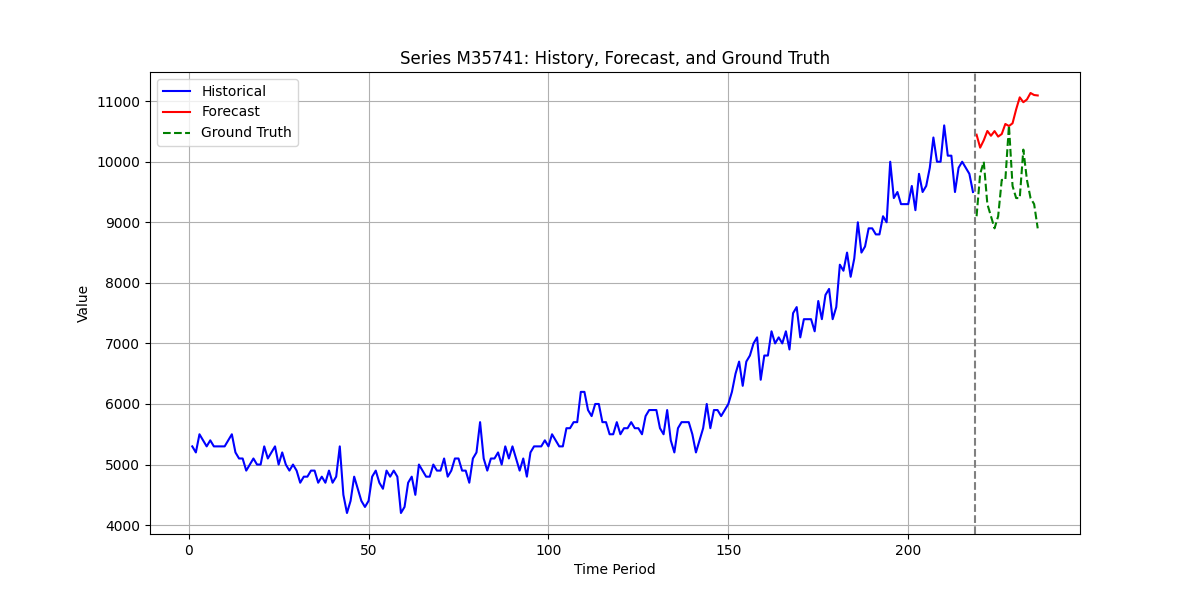 Series M35741: History, Forecast, and Ground Truth
Historical
Forecast
Ground Truth
11000
10000
9000
8000
7000
6000
5000
4000
Value
0 50 100 150 200
Time Period